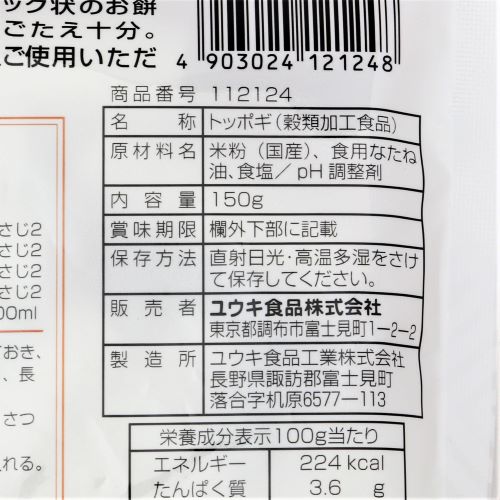 ック状のお餅
ごたえ十分。
ご使用いただ
4 903024 121248
商品番号 112124
名称 トッポギ(穀類加工食品)
原材料名 米粉(国産)、食用なたね
油、食塩/pH調整剤
内容量 150g
賞味期限 欄外下部に記載
保存方法 直射日光・高温多湿をさけ
て保存してください。
販売者 ユウキ食品株式会社
東京都調布市富士見町1-2-2
製造所 ユウキ食品工業株式会社
長野県諏訪郡富士見町
落合字机原6577-113
栄養成分表示100g当たり
エネルギー 224kcal
たんぱく質 3.6 g
さじ2
さじ2
さじ2
さじ2
00ml
おき、
、長
さつ
れる。